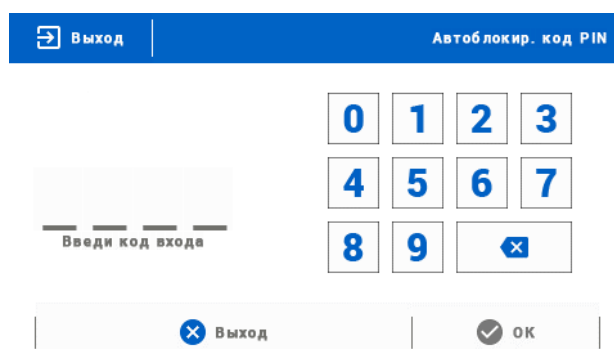 Выход Автоблокир. код PIN
0 1 2 3
4 5 6 7
Введи код входа
8 9
Выход OK